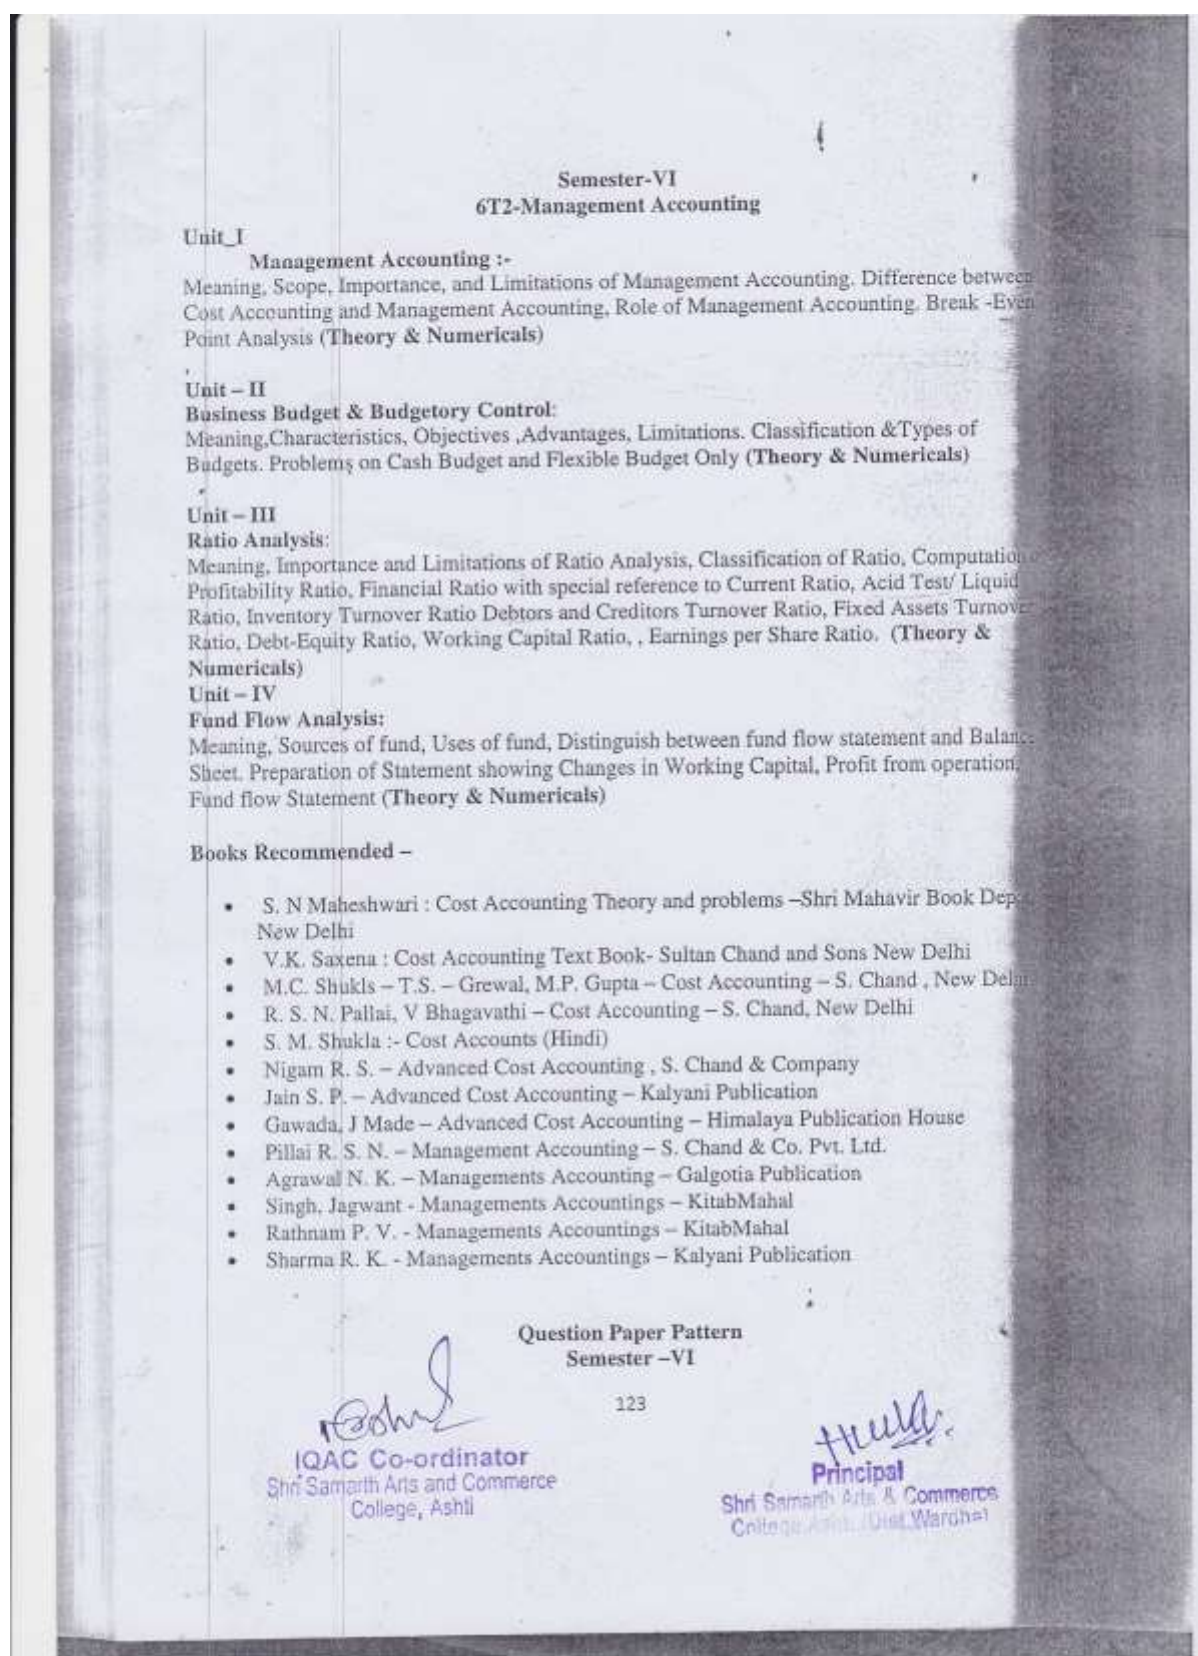 Semester-VI
6T2-Management Accounting
Unit_I
Management Accounting :-
Meaning, Scope, Importance, and Limitations of Management Accounting. Difference between
Cost Accounting and Management Accounting, Role of Management Accounting. Break -Even
Point Analysis (Theory & Numericals)
Unit – II
Business Budget & Budgetory Control:
Meaning,Characteristics, Objectives ,Advantages, Limitations. Classification &Types of
Budgets. Problems on Cash Budget and Flexible Budget Only (Theory & Numericals)
Unit – III
Ratio Analysis:
Meaning, Importance and Limitations of Ratio Analysis, Classification of Ratio, Computation
Profitability Ratio, Financial Ratio with special reference to Current Ratio, Acid Test/ Liquid
Ratio, Inventory Turnover Ratio Debtors and Creditors Turnover Ratio, Fixed Assets Turnover
Ratio, Debt-Equity Ratio, Working Capital Ratio, , Earnings per Share Ratio. (Theory &
Numericals)
Unit – IV
Fund Flow Analysis:
Meaning, Sources of fund, Uses of fund, Distinguish between fund flow statement and Balance
Sheet. Preparation of Statement showing Changes in Working Capital, Profit from operation,
Fund flow Statement (Theory & Numericals)
Books Recommended –
• S. N Maheshwari : Cost Accounting Theory and problems –Shri Mahavir Book Dep
New Delhi
• V.K. Saxena : Cost Accounting Text Book- Sultan Chand and Sons New Delhi
• M.C. Shukls – T.S. – Grewal, M.P. Gupta – Cost Accounting – S. Chand , New Delhi
• R. S. N. Pallai, V Bhagavathi – Cost Accounting – S. Chand, New Delhi
• S. M. Shukla :- Cost Accounts (Hindi)
• Nigam R. S. – Advanced Cost Accounting , S. Chand & Company
• Jain S. P. – Advanced Cost Accounting – Kalyani Publication
• Gawada, J Made – Advanced Cost Accounting – Himalaya Publication House
• Pillai R. S. N. – Management Accounting – S. Chand & Co. Pvt. Ltd.
• Agrawal N. K. – Managements Accounting – Galgotia Publication
• Singh, Jagwant - Managements Accountings – KitabMahal
• Rathnam P. V. - Managements Accountings – KitabMahal
• Sharma R. K. - Managements Accountings – Kalyani Publication
Question Paper Pattern
Semester –VI
123
IQAC Co-ordinator
Shri Samarth Arts and Commerce
College, Ashti
Principal
Shri Samarth Arts & Commerce
College (Dist.Wardha)